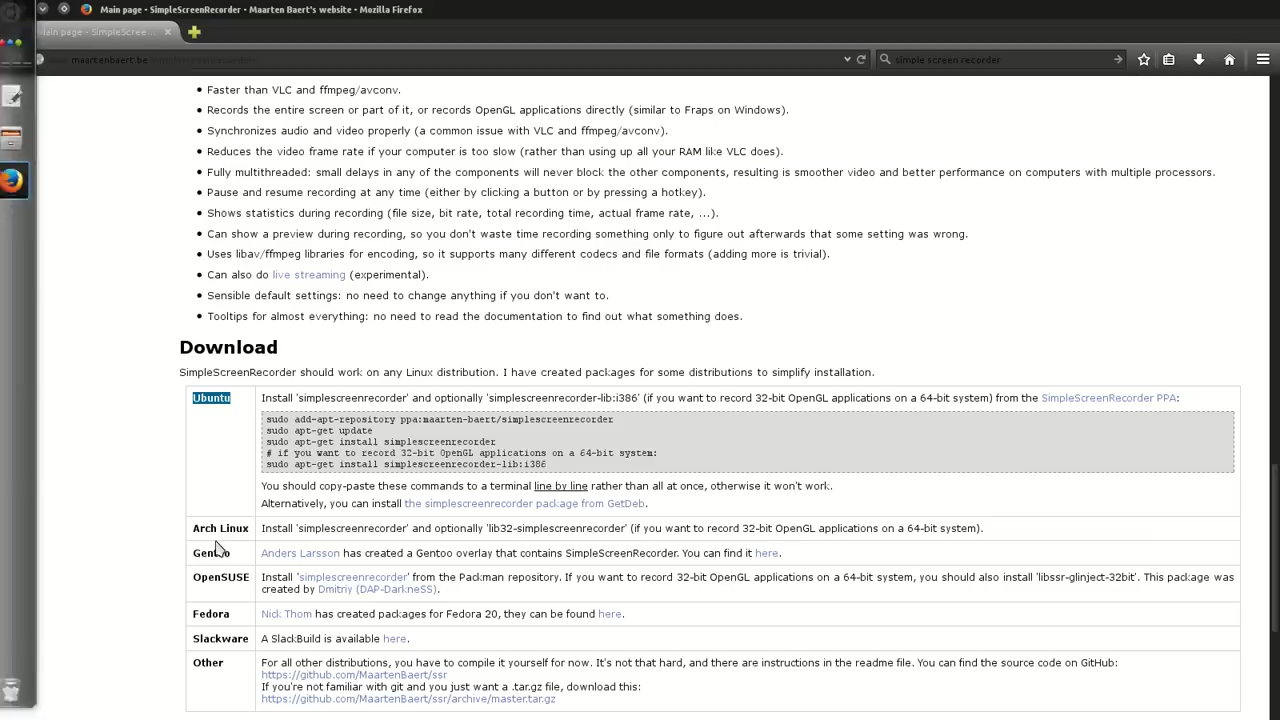 Main page - SimpleScreenRecorder - Maarten Baert's website - Mozilla Firefox
ain page - SimpleScree...
maartenbaert.be
simple screen recorder
Faster than VLC and ffmpeg/avconv.
Records the entire screen or part of it, or records OpenGL applications directly (similar to Fraps on Windows).
Synchronizes audio and video properly (a common issue with VLC and ffmpeg/avconv).
Reduces the video frame rate if your computer is too slow (rather than using up all your RAM like VLC does).
Fully multithreaded: small delays in any of the components will never block the other components, resulting is smoother video and better performance on computers with multiple processors.
Pause and resume recording at any time (either by clicking a button or by pressing a hotkey).
Shows statistics during recording (file size, bit rate, total recording time, actual frame rate, ...).
Can show a preview during recording, so you don't waste time recording something only to figure out afterwards that some setting was wrong.
Uses libav/ffmpeg libraries for encoding, so it supports many different codecs and file formats (adding more is trivial).
Can also do live streaming (experimental).
Sensible default settings: no need to change anything if you don't want to.
Tooltips for almost everything: no need to read the documentation to find out what something does.
Download
SimpleScreenRecorder should work on any Linux distribution. I have created packages for some distributions to simplify installation.
Ubuntu
Install 'simplescreenrecorder' and optionally 'simplescreenrecorder-lib:i386' (if you want to record 32-bit OpenGL applications on a 64-bit system) from the SimpleScreenRecorder PPA:
sudo add-apt-repository ppa:maarten-baert/simplescreenrecorder
sudo apt-get update
sudo apt-get install simplescreenrecorder
# if you want to record 32-bit OpenGL applications on a 64-bit system:
sudo apt-get install simplescreenrecorder-lib:i386
You should copy-paste these commands to a terminal line by line rather than all at once, otherwise it won't work.
Alternatively, you can install the simplescreenrecorder package from GetDeb.
Arch Linux
Install 'simplescreenrecorder' and optionally 'lib32-simplescreenrecorder' (if you want to record 32-bit OpenGL applications on a 64-bit system).
Gentoo
Anders Larsson has created a Gentoo overlay that contains SimpleScreenRecorder. You can find it here.
OpenSUSE
Install 'simplescreenrecorder' from the Packman repository. If you want to record 32-bit OpenGL applications on a 64-bit system, you should also install 'libssr-glinject-32bit'. This package was
created by Dmitriy (DAP-DarkneSS).
Fedora
Nick Thom has created packages for Fedora 20, they can be found here.
Slackware
A SlackBuild is available here.
Other
For all other distributions, you have to compile it yourself for now. It's not that hard, and there are instructions in the readme file. You can find the source code on GitHub:
https://github.com/MaartenBaert/ssr
If you're not familiar with git and you just want a .tar.gz file, download this:
https://github.com/MaartenBaert/ssr/archive/master.tar.gz